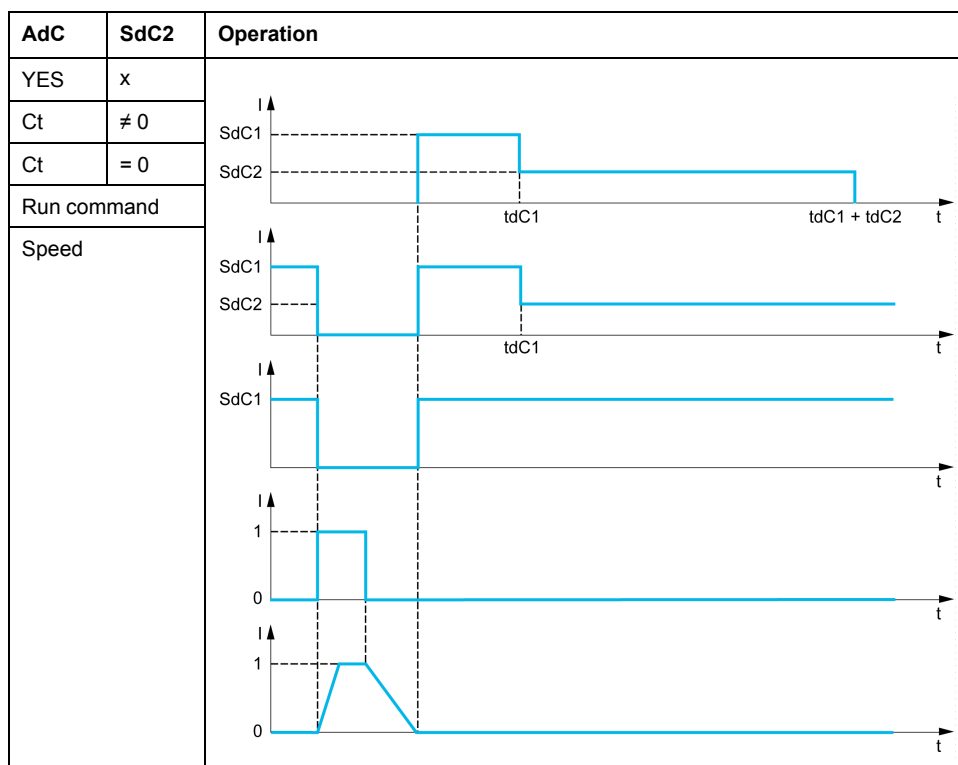 AdC SdC2 Operation
YES x
Ct ≠ 0
Ct = 0
Run command
Speed
I
SdC1
SdC2
tdC1 tdC1 + tdC2 t
I
SdC1
SdC2
tdC1 t
I
SdC1
t
I
1
0
t
I
1
0
t